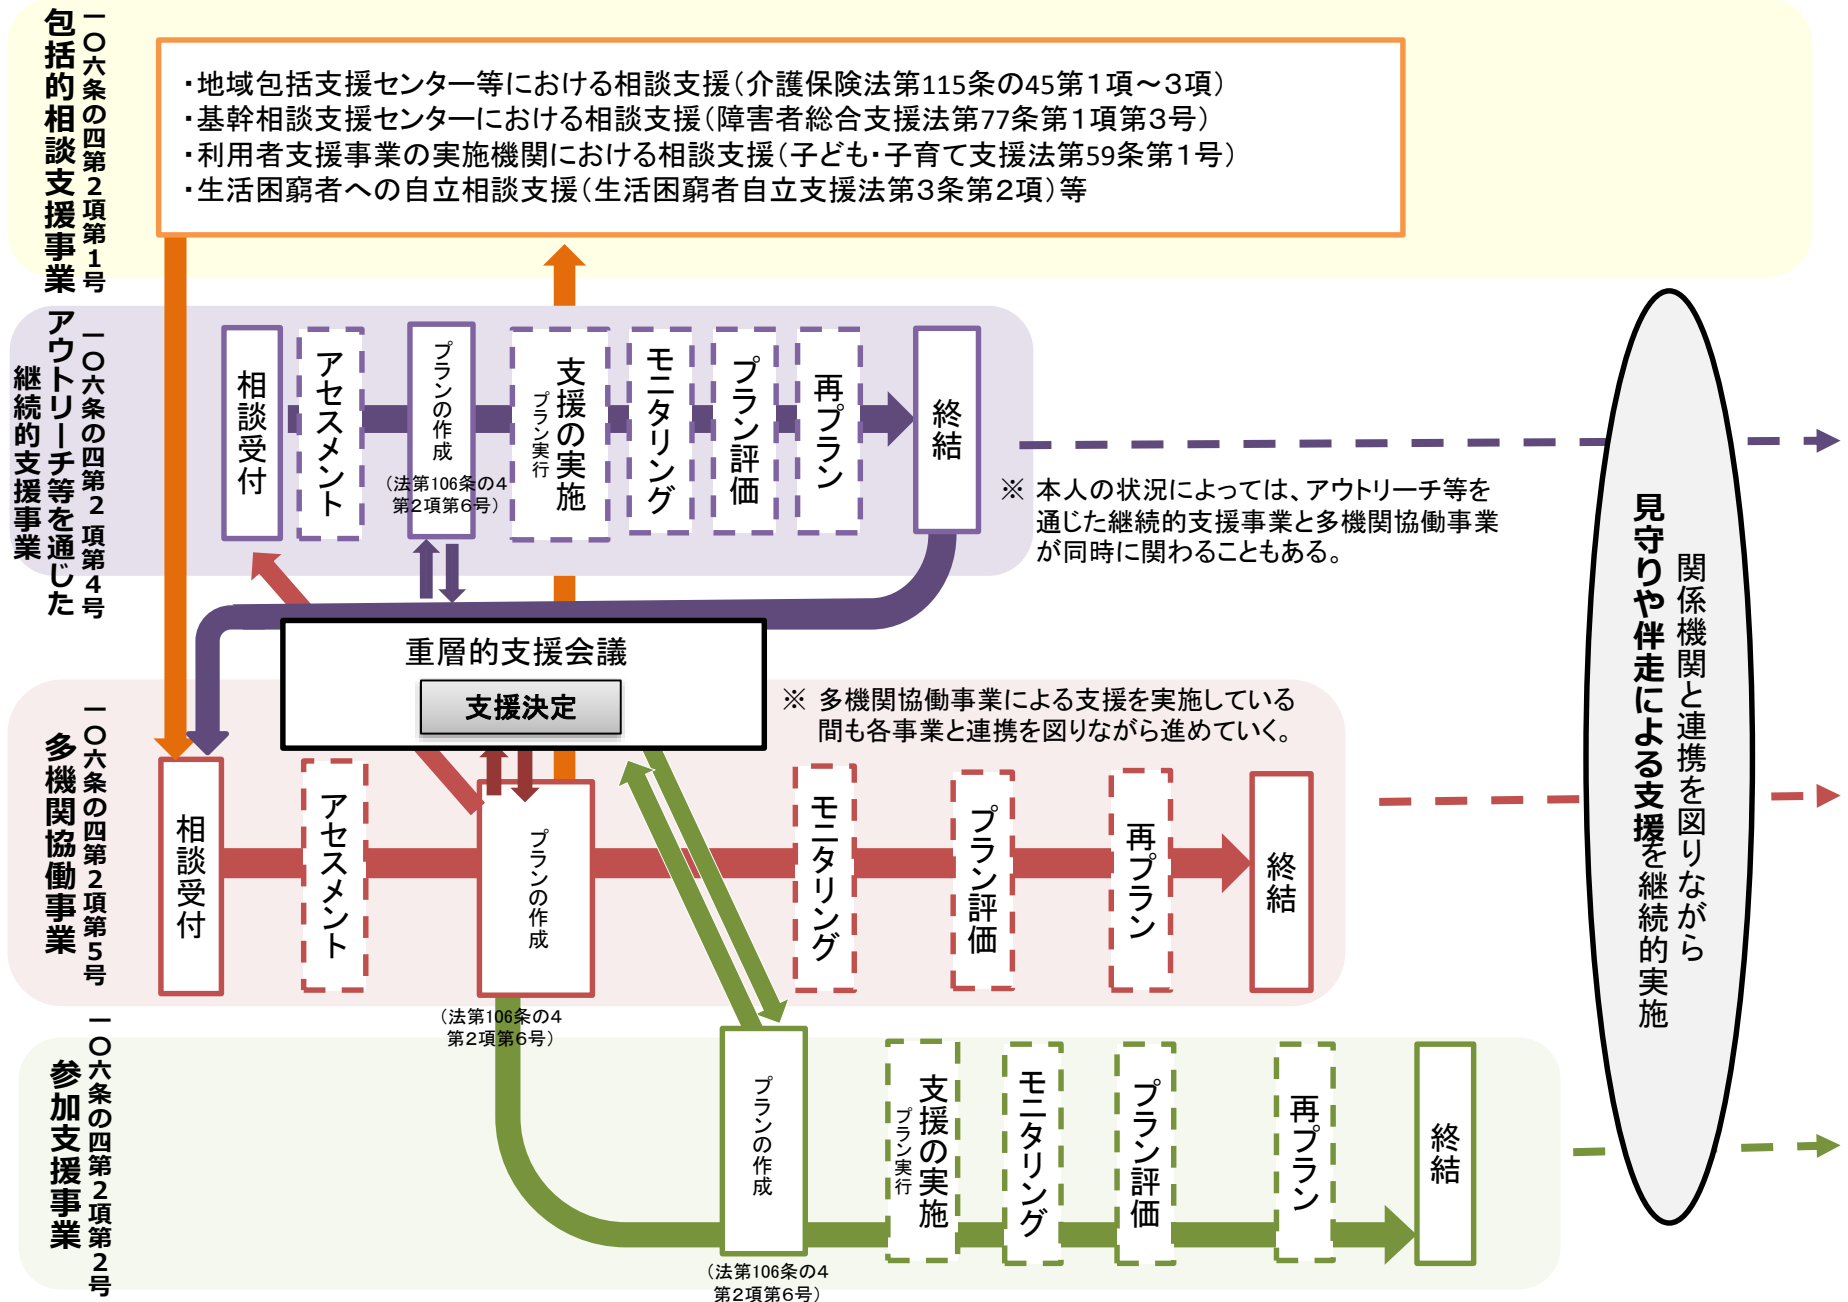 一〇六条の四第2項第1号
包括的相談支援事業
・地域包括支援センター等における相談支援（介護保険法第115条の45第１項～３項）
・基幹相談支援センターにおける相談支援（障害者総合支援法第77条第１項第３号）
・利用者支援事業の実施機関における相談支援（子ども・子育て支援法第59条第１号）
・生活困窮者への自立相談支援（生活困窮者自立支援法第３条第２項）等
一〇六条の四第2項第4号
アウトリーチ等を通じた
継続的支援事業
相談受付
アセスメント
プランの作成
（法第106条の４
第２項第６号）
支援の実施
プラン実行
モニタリング
プラン評価
再プラン
終結
※ 本人の状況によっては、アウトリーチ等を
通じた継続的支援事業と多機関協働事業
が同時に関わることもある。
重層的支援会議
支援決定
※ 多機関協働事業による支援を実施している
間も各事業と連携を図りながら進めていく。
一〇六条の四第2項第5号
多機関協働事業
相談受付
アセスメント
プランの作成
（法第106条の４
第２項第６号）
モニタリング
プラン評価
再プラン
終結
一〇六条の四第2項第2号
参加支援事業
プランの作成
（法第106条の４
第２項第６号）
支援の実施
プラン実行
モニタリング
プラン評価
再プラン
終結
関係機関と連携を図りながら
見守りや伴走による支援を継続的実施